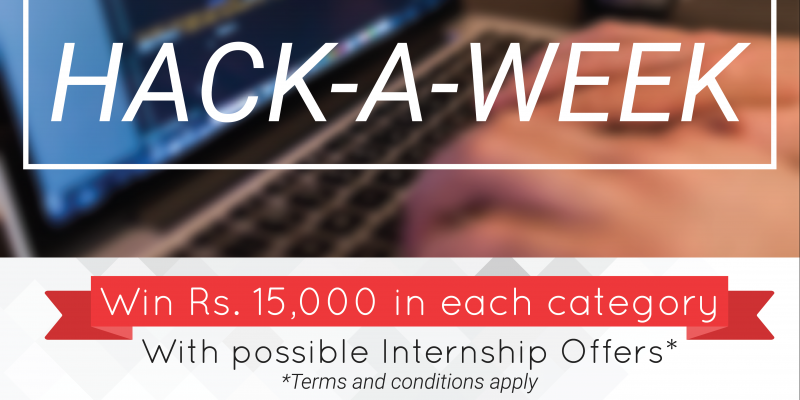 HACK-A-WEEK
Win Rs. 15,000 in each category
With possible Internship Offers*
*Terms and conditions apply